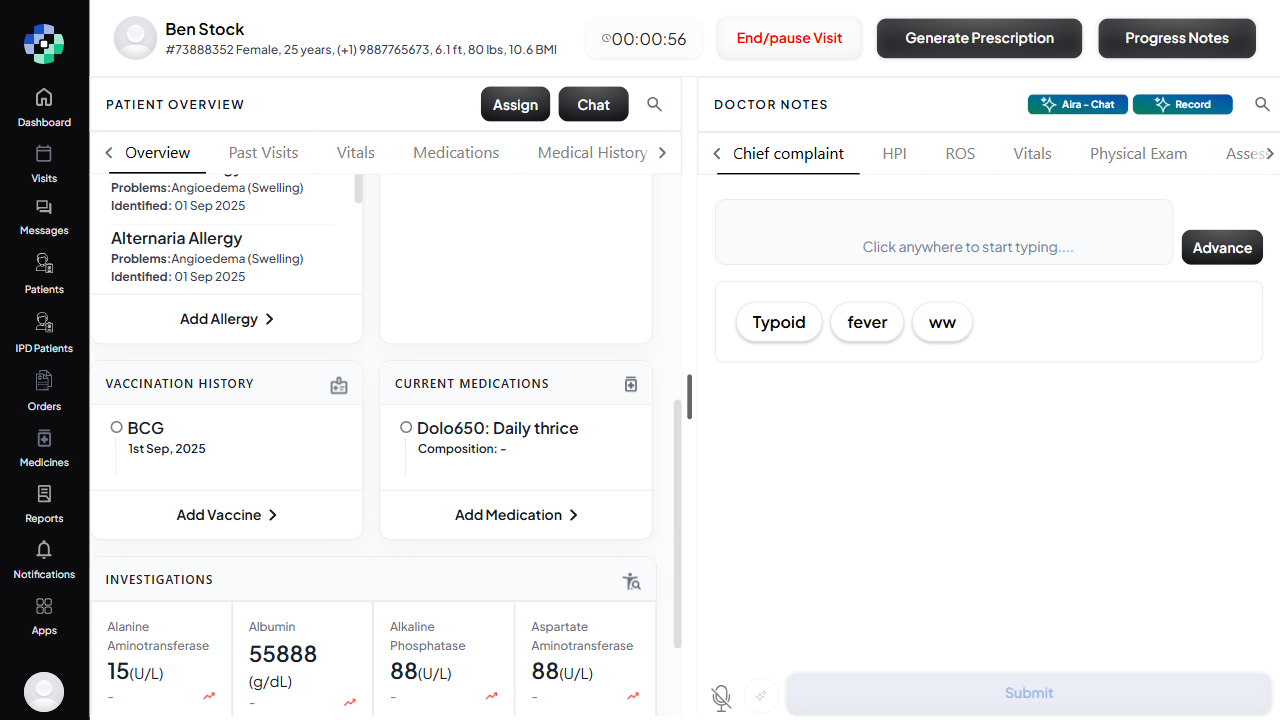 Ben Stock
#73888352 Female, 25 years, (+1) 9887765673, 6.1 ft, 80 lbs, 10.6 BMI
00:00:56
End/pause Visit
Generate Prescription
Progress Notes
Dashboard
Visits
Messages
Patients
IPD Patients
Orders
Medicines
Reports
Notifications
Apps
PATIENT OVERVIEW
Assign
Chat
Overview
Past Visits
Vitals
Medications
Medical History
Problems:Angioedema (Swelling)
Identified: 01 Sep 2025
Alternaria Allergy
Problems:Angioedema (Swelling)
Identified: 01 Sep 2025
Add Allergy
VACCINATION HISTORY
BCG
1st Sep, 2025
Add Vaccine
CURRENT MEDICATIONS
Dolo650: Daily thrice
Composition: -
Add Medication
INVESTIGATIONS
Alanine
Aminotransferase
15(U/L)
-
Albumin
55888
(g/dL)
-
Alkaline
Phosphatase
88(U/L)
-
Aspartate
Aminotransferase
88(U/L)
-
DOCTOR NOTES
Aira - Chat
Record
Chief complaint
HPI
ROS
Vitals
Physical Exam
Asses
Click anywhere to start typing....
Advance
Typoid
fever
ww
Submit